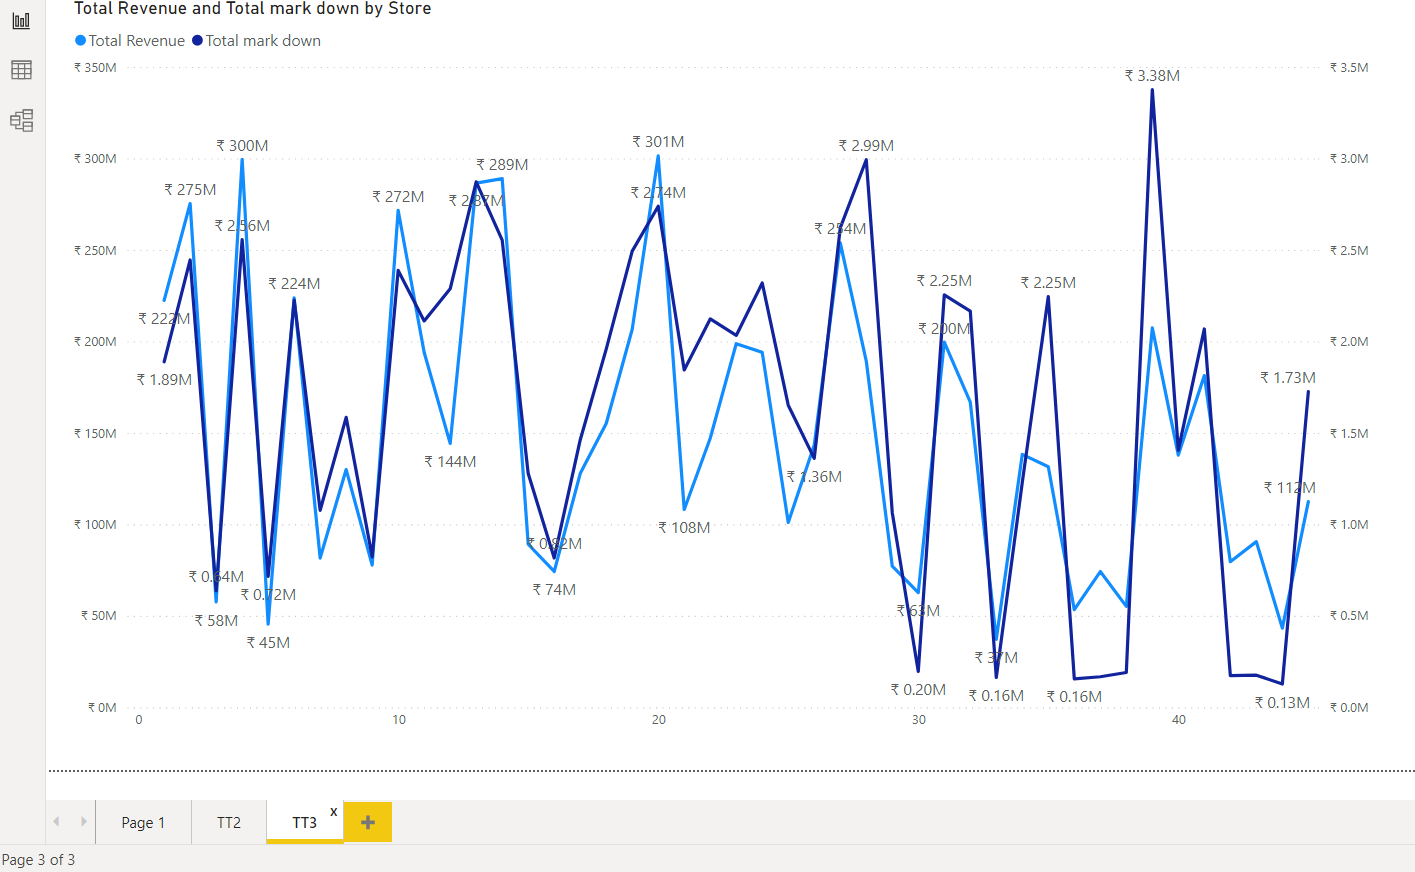 Total Revenue and Total mark down by Store
Total Revenue Total mark down
₹ 350M ₹ 3.5M
₹ 3.38M
₹ 301M
₹ 300M ₹ 2.99M
₹ 300M ₹ 3.0M
₹ 289M
₹ 275M ₹ 272M ₹ 2.87M ₹ 2.74M
₹ 2.56M ₹ 254M
₹ 250M ₹ 2.5M
₹ 224M ₹ 2.25M ₹ 2.25M
₹ 222M ₹ 200M
₹ 200M ₹ 2.0M
₹ 1.89M ₹ 1.73M
₹ 150M ₹ 1.5M
₹ 144M ₹ 1.36M
₹ 112M
₹ 100M ₹ 108M ₹ 1.0M
₹ 0.82M
₹ 0.64M ₹ 0.72M ₹ 74M
₹ 50M ₹ 58M ₹ 63M ₹ 0.5M
₹ 45M ₹ 37M
₹ 0.20M ₹ 0.16M ₹ 0.16M ₹ 0.13M
₹ 0M ₹ 0.0M
0 10 20 30 40
Page 1 TT2 TT3 x +
Page 3 of 3